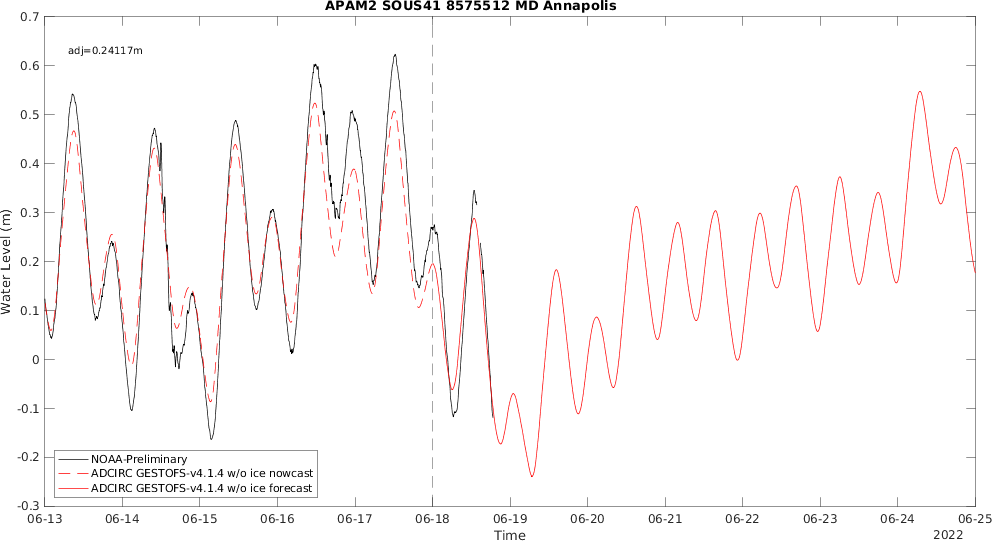 APAM2 SOUS41 8575512 MD Annapolis
0.7
adj=0.24117m
0.6
0.5
0.4
0.3
0.2
0.1
0
-0.1
-0.2
-0.3
Water Level (m)
NOAA-Preliminary
ADCIRC GESTOFS-v4.1.4 w/o ice nowcast
ADCIRC GESTOFS-v4.1.4 w/o ice forecast
06-13 06-14 06-15 06-16 06-17 06-18 06-19 06-20 06-21 06-22 06-23 06-24 06-25
Time
2022